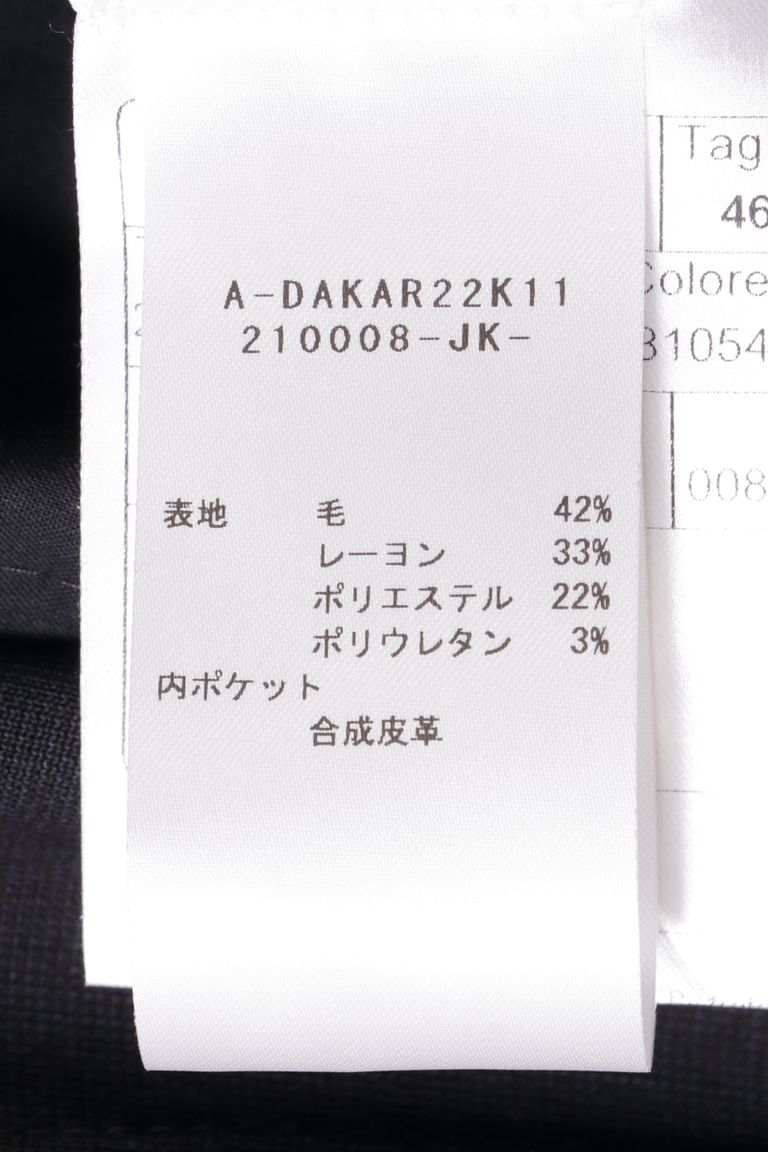 A-DAKAR22K11
210008-JK-
表地 毛 42%
レーヨン 33%
ポリエステル 22%
ポリウレタン 3%
内ポケット
合成皮革
Tag
46
Colore
31054
008